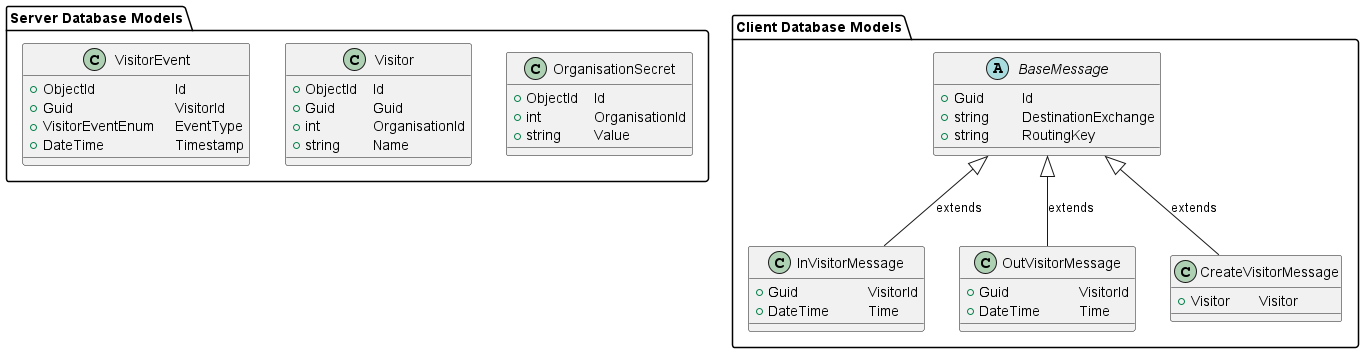 Server Database Models
C VisitorEvent
ObjectId Id
Guid VisitorId
VisitorEventEnum EventType
DateTime Timestamp
C Visitor
ObjectId Id
Guid Guid
int OrganisationId
string Name
C OrganisationSecret
ObjectId Id
int OrganisationId
string Value
Client Database Models
A BaseMessage
Guid Id
string DestinationExchange
string RoutingKey
extends
extends
extends
C InVisitorMessage
Guid VisitorId
DateTime Time
C OutVisitorMessage
Guid VisitorId
DateTime Time
C CreateVisitorMessage
Visitor Visitor